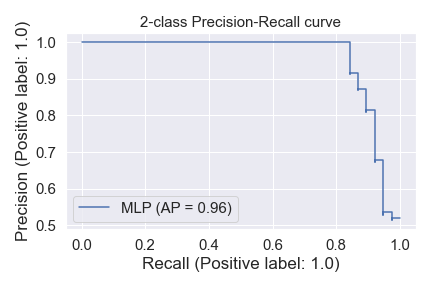 2-class Precision-Recall curve
Precision (Positive label: 1.0)
1.0
0.9
0.8
0.7
0.6
0.5
MLP (AP = 0.96)
0.0 0.2 0.4 0.6 0.8 1.0
Recall (Positive label: 1.0)